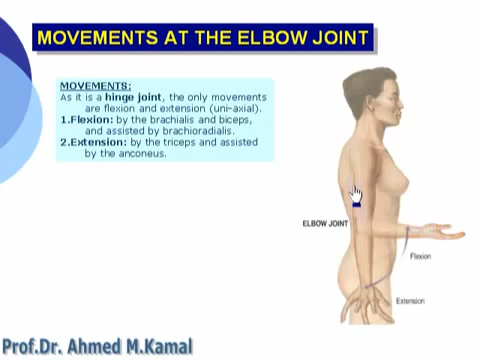 MOVEMENTS AT THE ELBOW JOINT
MOVEMENTS:
As it is a hinge joint, the only movements
are flexion and extension (uni-axial).
1.Flexion: by the brachialis and biceps,
and assisted by brachioradialis.
2.Extension: by the triceps and assisted
by the anconeus.
ELBOW JOINT
Flexion
Extension
Prof.Dr. Ahmed M.Kamal